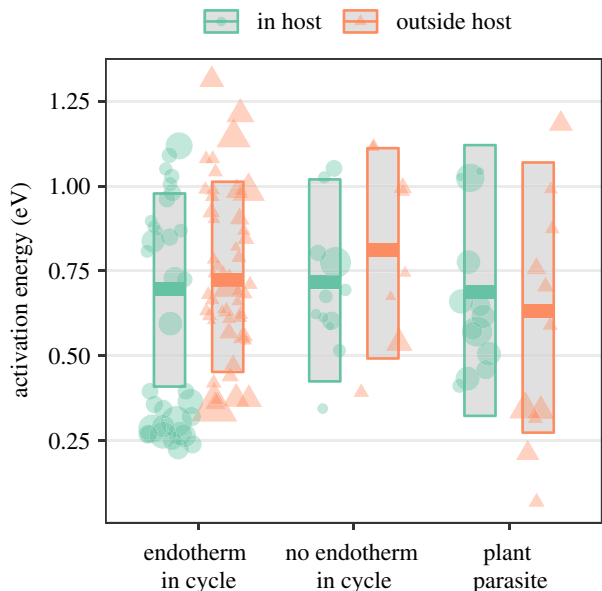 in host outside host
activation energy (eV)
1.25
1.00
0.75
0.50
0.25
endotherm
in cycle
no endotherm
in cycle
plant
parasite